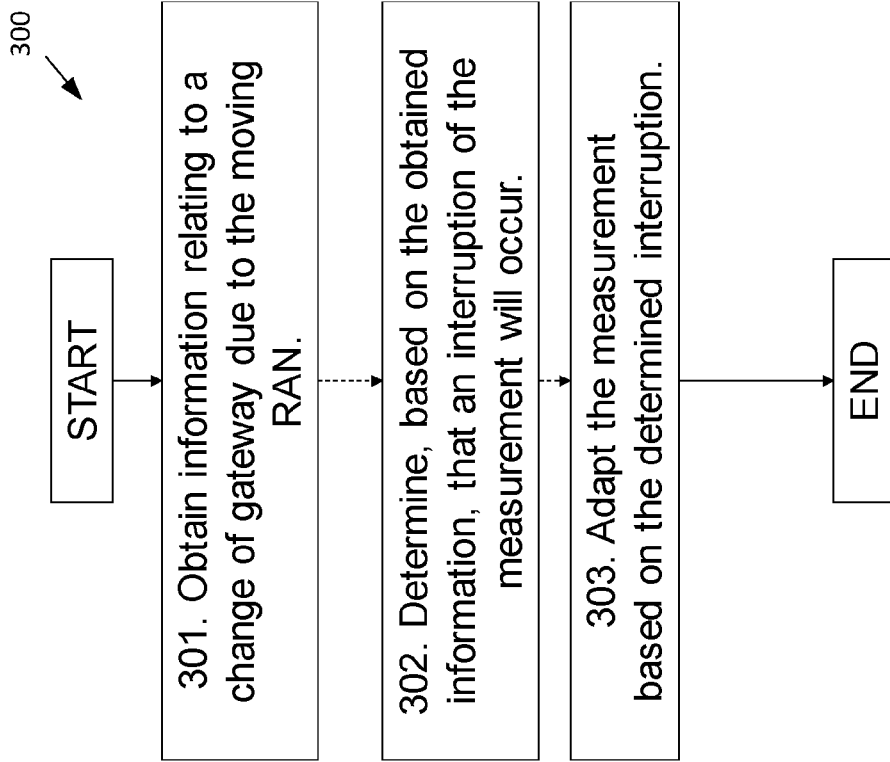 300
START
301. Obtain information relating to a
change of gateway due to the moving
RAN.
302. Determine, based on the obtained
information, that an interruption of the
measurement will occur.
303. Adapt the measurement
based on the determined interruption.
END